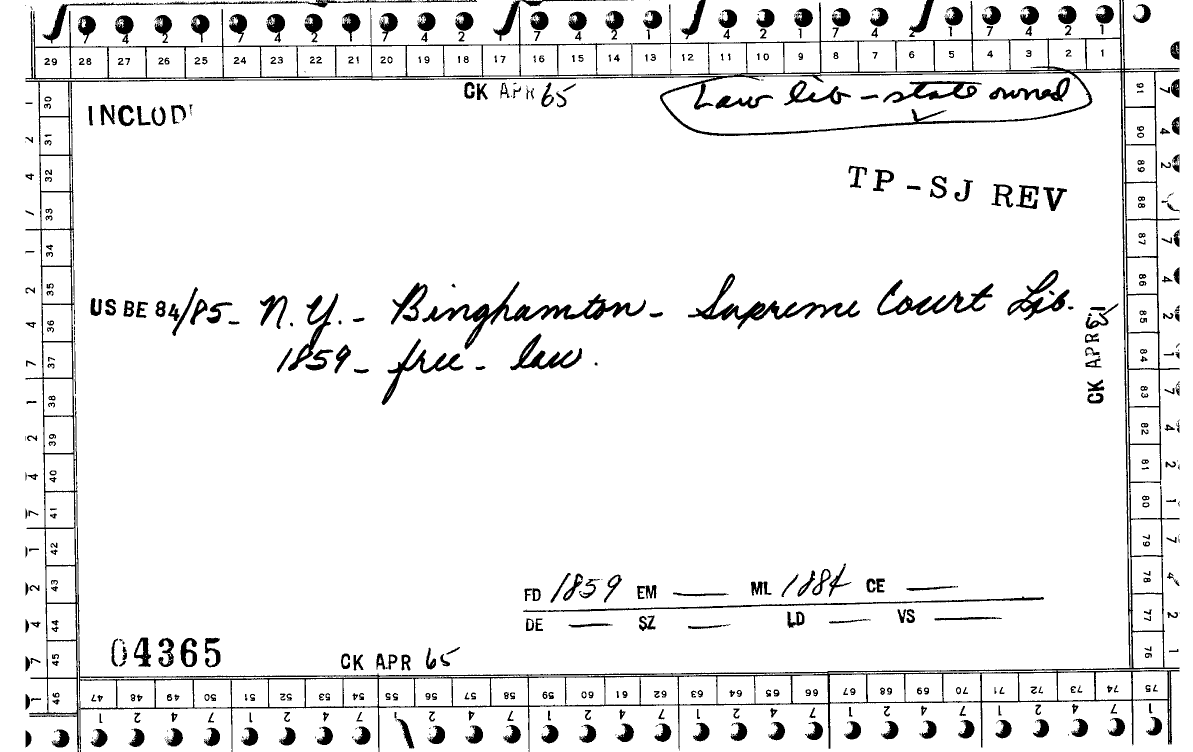 7 4 2 1 7 4 2 1 7 4 2 1 7 4 2 1 4 2 1 7 4 2 1 7 4 2 1
29 28 27 26 25 24 23 22 21 20 19 18 17 16 15 14 13 12 11 10 9 8 7 6 5 4 3 2 1
CK APR 65
Law lib - state owned
INCLUD
TP - SJ REV
US BE 84/85 - N.Y. - Binghamton - Supreme Court Lib.
1859 - free - law.
CK APR
FD 1859 EM — ML 1884 CE —
DE — SZ — LD — VS —
04365
CK APR 65
30 31 32 33 34 35 36 37 38 39 40 41 42 43 44 45 46
47 48 49 50 51 52 53 54 55 56 57 58 59 60 61 62 63 64 65 66 67 68 69 70 71 72 73 74 75
76 77 78 79 80 81 82 83 84 85 86 87 88 89 90 91